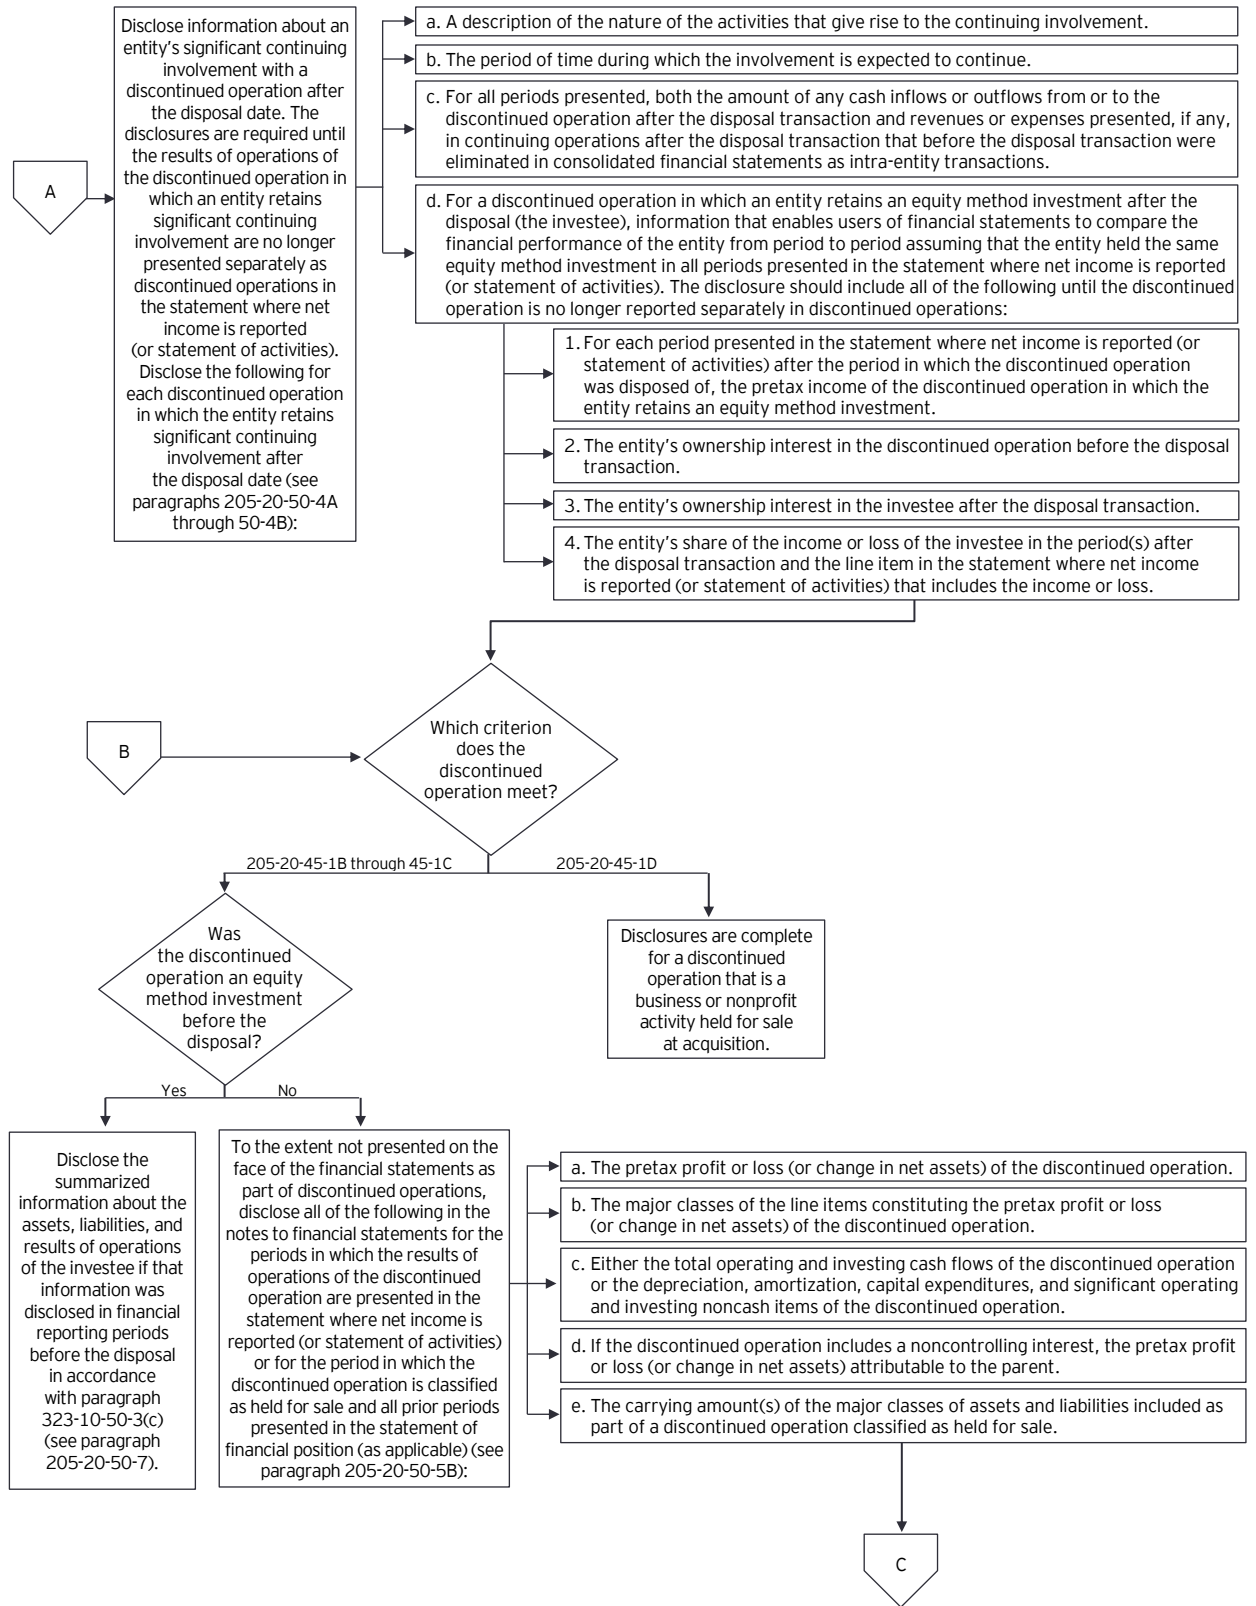 A
Disclose information about an
entity's significant continuing
involvement with a
discontinued operation after
the disposal date. The
disclosures are required until
the results of operations of
the discontinued operation in
which an entity retains
significant continuing
involvement are no longer
presented separately as
discontinued operations in
the statement where net
income is reported
(or statement of activities).
Disclose the following for
each discontinued operation
in which the entity retains
significant continuing
involvement after
the disposal date (see
paragraphs 205-20-50-4A
through 50-4B):
a. A description of the nature of the activities that give rise to the continuing involvement.
b. The period of time during which the involvement is expected to continue.
c. For all periods presented, both the amount of any cash inflows or outflows from or to the
discontinued operation after the disposal transaction and revenues or expenses presented, if any,
in continuing operations after the disposal transaction that before the disposal transaction were
eliminated in consolidated financial statements as intra-entity transactions.
d. For a discontinued operation in which an entity retains an equity method investment after the
disposal (the investee), information that enables users of financial statements to compare the
financial performance of the entity from period to period assuming that the entity held the same
equity method investment in all periods presented in the statement where net income is reported
(or statement of activities). The disclosure should include all of the following until the discontinued
operation is no longer reported separately in discontinued operations:
1. For each period presented in the statement where net income is reported (or
statement of activities) after the period in which the discontinued operation
was disposed of, the pretax income of the discontinued operation in which the
entity retains an equity method investment.
2. The entity's ownership interest in the discontinued operation before the disposal
transaction.
3. The entity's ownership interest in the investee after the disposal transaction.
4. The entity's share of the income or loss of the investee in the period(s) after
the disposal transaction and the line item in the statement where net income
is reported (or statement of activities) that includes the income or loss.
B
Which criterion
does the
discontinued
operation meet?
205-20-45-1B through 45-1C
205-20-45-1D
Was
the discontinued
operation an equity
method investment
before the
disposal?
Disclosures are complete
for a discontinued
operation that is a
business or nonprofit
activity held for sale
at acquisition.
Yes
No
Disclose the
summarized
information about the
assets, liabilities, and
results of operations
of the investee if that
information was
disclosed in financial
reporting periods
before the disposal
in accordance
with paragraph
323-10-50-3(c)
(see paragraph
205-20-50-7).
To the extent not presented on the
face of the financial statements as
part of discontinued operations,
disclose all of the following in the
notes to financial statements for the
periods in which the results of
operations of the discontinued
operation are presented in the
statement where net income is
reported (or statement of activities)
or for the period in which the
discontinued operation is classified
as held for sale and all prior periods
presented in the statement of
financial position (as applicable) (see
paragraph 205-20-50-5B):
a. The pretax profit or loss (or change in net assets) of the discontinued operation.
b. The major classes of the line items constituting the pretax profit or loss
(or change in net assets) of the discontinued operation.
c. Either the total operating and investing cash flows of the discontinued operation
or the depreciation, amortization, capital expenditures, and significant operating
and investing noncash items of the discontinued operation.
d. If the discontinued operation includes a noncontrolling interest, the pretax profit
or loss (or change in net assets) attributable to the parent.
e. The carrying amount(s) of the major classes of assets and liabilities included as
part of a discontinued operation classified as held for sale.
C